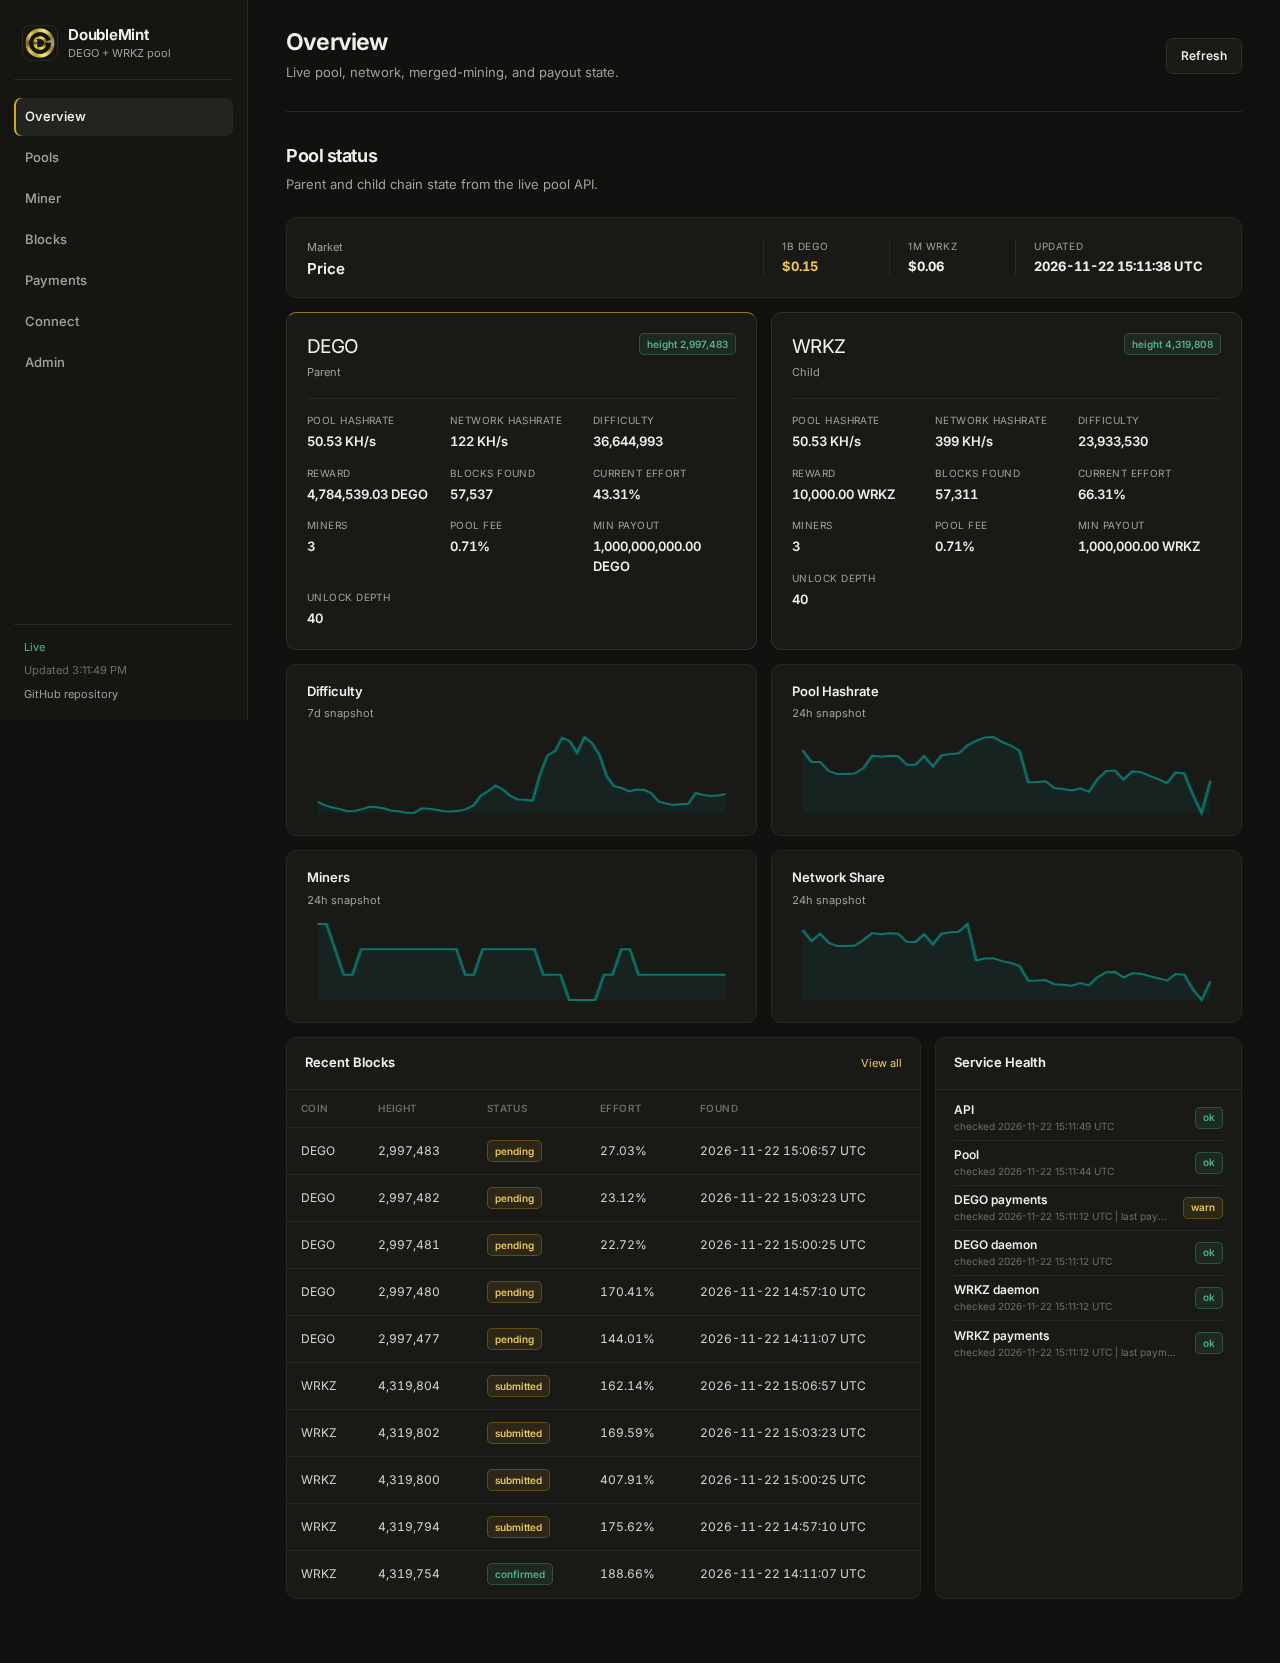 DoubleMint
DEGO + WRKZ pool
Overview
Pools
Miner
Blocks
Payments
Connect
Admin
Live
Updated 3:11:49 PM
GitHub repository
Overview
Live pool, network, merged-mining, and payout state.
Refresh
Pool status
Parent and child chain state from the live pool API.
Market
Price
1B DEGO
$0.15
1M WRKZ
$0.06
UPDATED
2026-11-22 15:11:38 UTC
DEGO
Parent
height 2,997,483
POOL HASHRATE NETWORK HASHRATE DIFFICULTY
50.53 KH/s 122 KH/s 36,644,993
REWARD BLOCKS FOUND CURRENT EFFORT
4,784,539.03 DEGO 57,537 43.31%
MINERS POOL FEE MIN PAYOUT
3 0.71% 1,000,000,000.00
DEGO
UNLOCK DEPTH
40
WRKZ
Child
height 4,319,808
POOL HASHRATE NETWORK HASHRATE DIFFICULTY
50.53 KH/s 399 KH/s 23,933,530
REWARD BLOCKS FOUND CURRENT EFFORT
10,000.00 WRKZ 57,311 66.31%
MINERS POOL FEE MIN PAYOUT
3 0.71% 1,000,000.00 WRKZ
UNLOCK DEPTH
40
Difficulty
7d snapshot
Pool Hashrate
24h snapshot
Miners
24h snapshot
Network Share
24h snapshot
Recent Blocks View all
COIN HEIGHT STATUS EFFORT FOUND
DEGO 2,997,483 pending 27.03% 2026-11-22 15:06:57 UTC
DEGO 2,997,482 pending 23.12% 2026-11-22 15:03:23 UTC
DEGO 2,997,481 pending 22.72% 2026-11-22 15:00:25 UTC
DEGO 2,997,480 pending 170.41% 2026-11-22 14:57:10 UTC
DEGO 2,997,477 pending 144.01% 2026-11-22 14:11:07 UTC
WRKZ 4,319,804 submitted 162.14% 2026-11-22 15:06:57 UTC
WRKZ 4,319,802 submitted 169.59% 2026-11-22 15:03:23 UTC
WRKZ 4,319,800 submitted 407.91% 2026-11-22 15:00:25 UTC
WRKZ 4,319,794 submitted 175.62% 2026-11-22 14:57:10 UTC
WRKZ 4,319,754 confirmed 188.66% 2026-11-22 14:11:07 UTC
Service Health
API ok
checked 2026-11-22 15:11:49 UTC
Pool ok
checked 2026-11-22 15:11:44 UTC
DEGO payments warn
checked 2026-11-22 15:11:12 UTC | last pay...
DEGO daemon ok
checked 2026-11-22 15:11:12 UTC
WRKZ daemon ok
checked 2026-11-22 15:11:12 UTC
WRKZ payments ok
checked 2026-11-22 15:11:12 UTC | last paym...